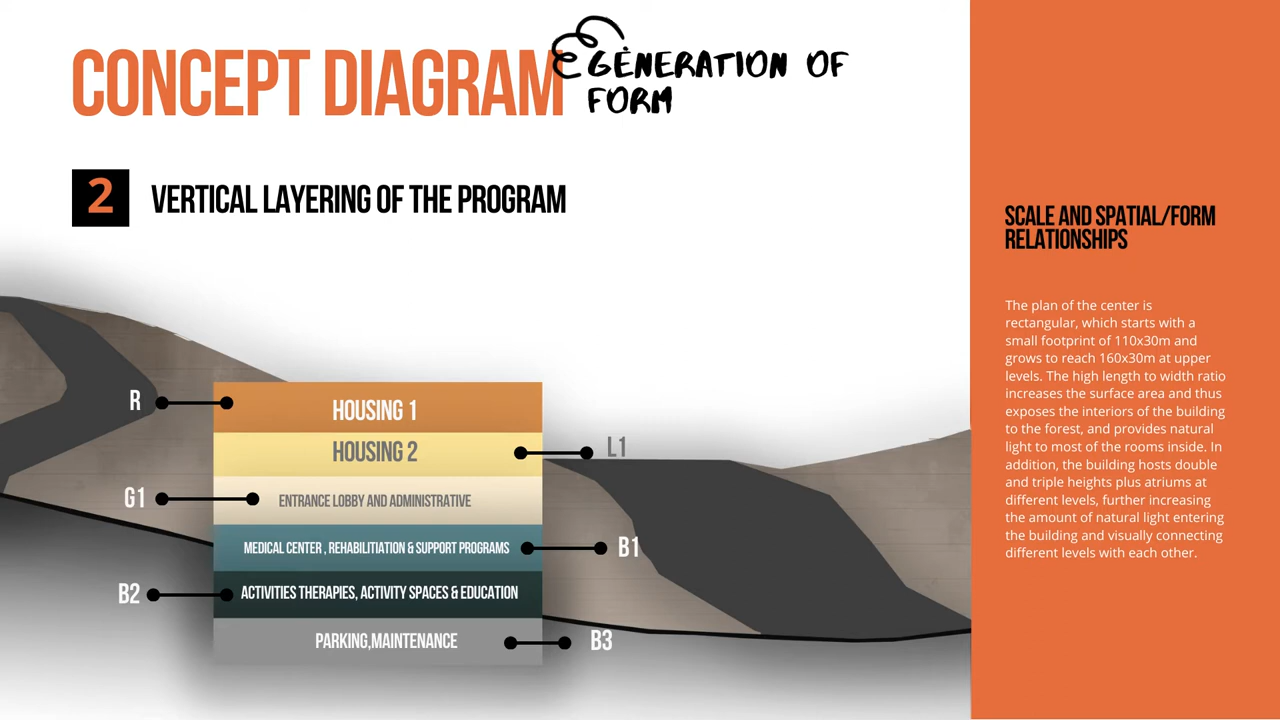 CONCEPT DIAGRAM
GENERATION OF
FORM
2
VERTICAL LAYERING OF THE PROGRAM
R
HOUSING 1
HOUSING 2
L1
G1
ENTRANCE LOBBY AND ADMINISTRATIVE
MEDICAL CENTER , REHABILITIATION & SUPPORT PROGRAMS
B1
B2
ACTIVITIES THERAPIES, ACTIVITY SPACES & EDUCATION
PARKING,MAINTENANCE
B3
SCALE AND SPATIAL/FORM
RELATIONSHIPS
The plan of the center is
rectangular, which starts with a
small footprint of 110x30m and
grows to reach 160x30m at upper
levels. The high length to width ratio
increases the surface area and thus
exposes the interiors of the building
to the forest, and provides natural
light to most of the rooms inside. In
addition, the building hosts double
and triple heights plus atriums at
different levels, further increasing
the amount of natural light entering
the building and visually connecting
different levels with each other.